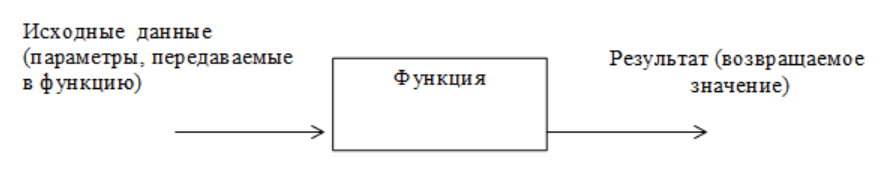 Исходные данные
(параметры, передаваемые
в функцию)
Функция
Результат (возвращаемое
значение)